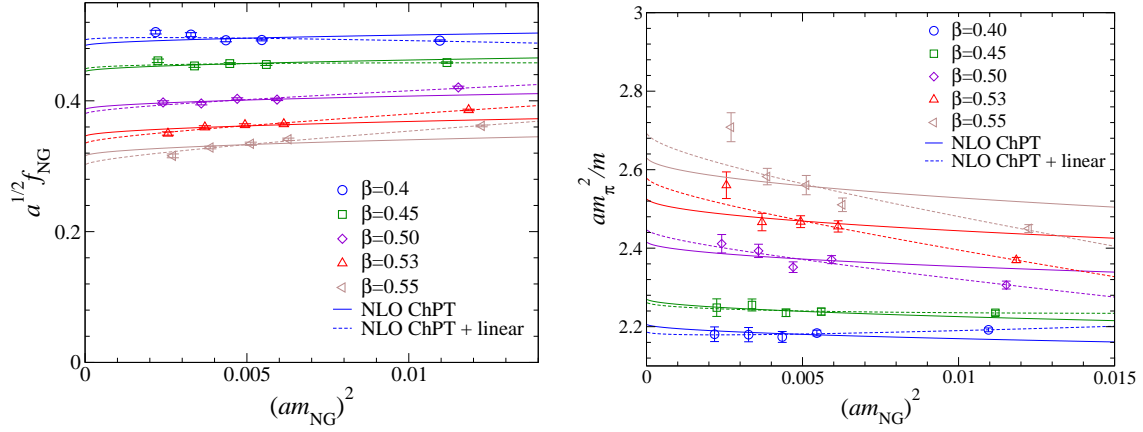 a^{1/2} f_{NG}
0.4
0.2
0
β=0.4
β=0.45
β=0.50
β=0.53
β=0.55
NLO ChPT
NLO ChPT + linear
0 0.005 0.01
(am_{NG})^2
am_π^2/m
3
2.8
2.6
2.4
2.2
β=0.40
β=0.45
β=0.50
β=0.53
β=0.55
NLO ChPT
NLO ChPT + linear
0 0.005 0.01 0.015
(am_{NG})^2